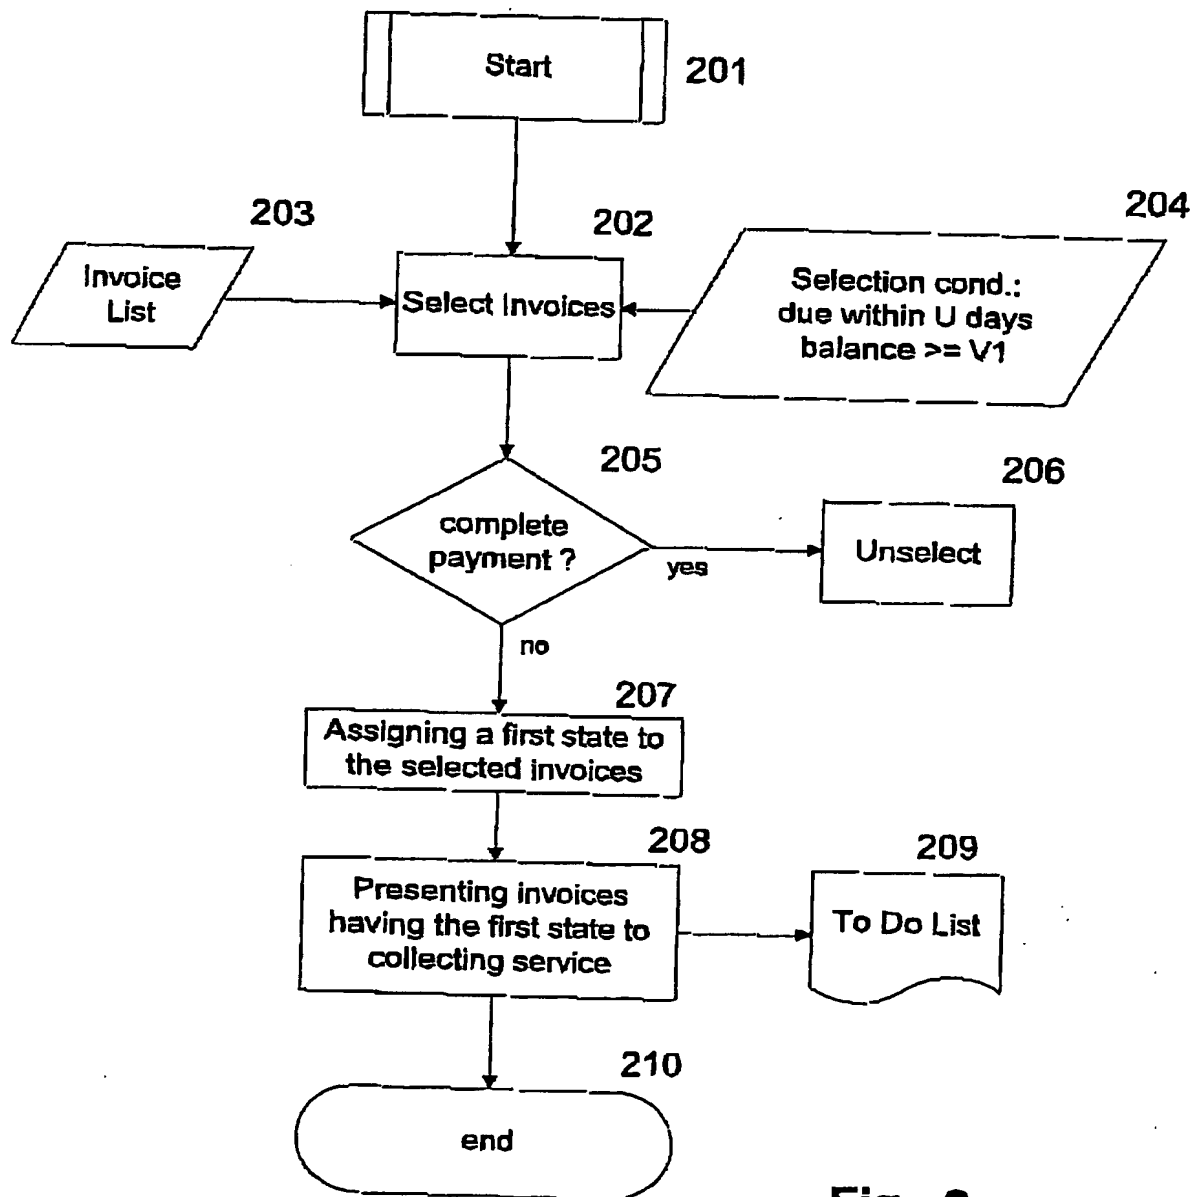 Start
201
203
202
204
Invoice
List
Select Invoices
Selection cond.:
due within U days
balance >= V1
205
206
complete
payment ?
yes
Unselect
no
207
Assigning a first state to
the selected invoices
208
209
Presenting invoices
having the first state to
collecting service
To Do List
210
end